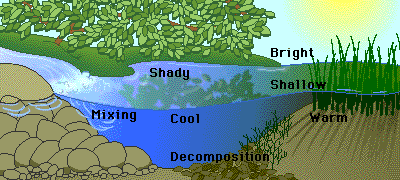 Bright
Shady
Shallow
Mixing
Cool
Warm
Decomposition